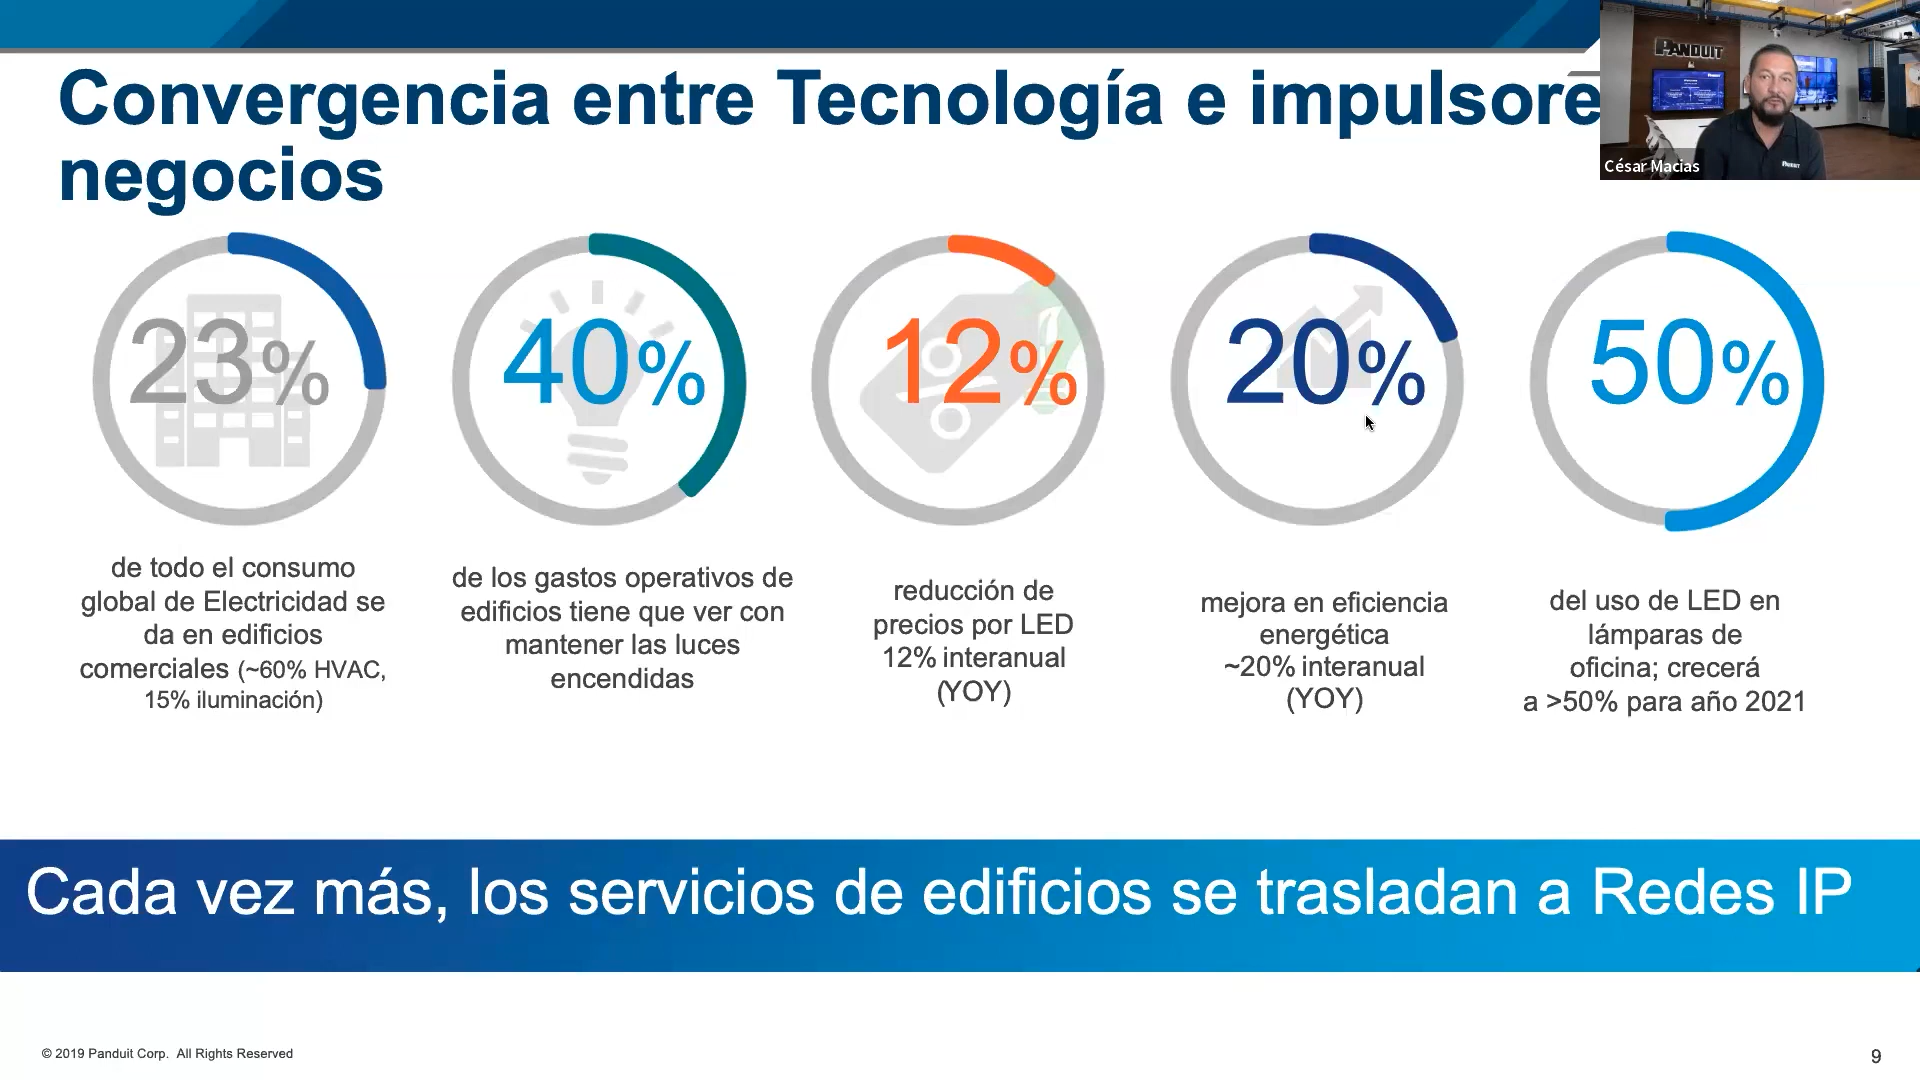 Convergencia entre Tecnología e impulsore
negocios
PANDUIT
César Macias
23%
40%
12%
20%
50%
de todo el consumo
global de Electricidad se
da en edificios
comerciales (~60% HVAC,
15% iluminación)
de los gastos operativos de
edificios tiene que ver con
mantener las luces
encendidas
reducción de
precios por LED
12% interanual
(YOY)
mejora en eficiencia
energética
~20% interanual
(YOY)
del uso de LED en
lámparas de
oficina; crecerá
a >50% para año 2021
Cada vez más, los servicios de edificios se trasladan a Redes IP
© 2019 Panduit Corp. All Rights Reserved
9